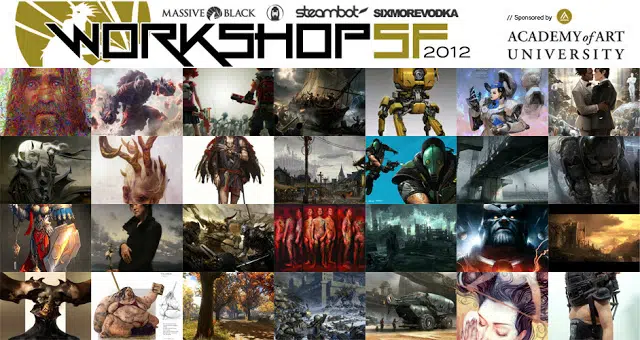 MASSIVE BLACK steambot SIXMOREVODKA
WORKSHOPSF 2012
// Sponsored by
ACADEMY of ART
UNIVERSITY